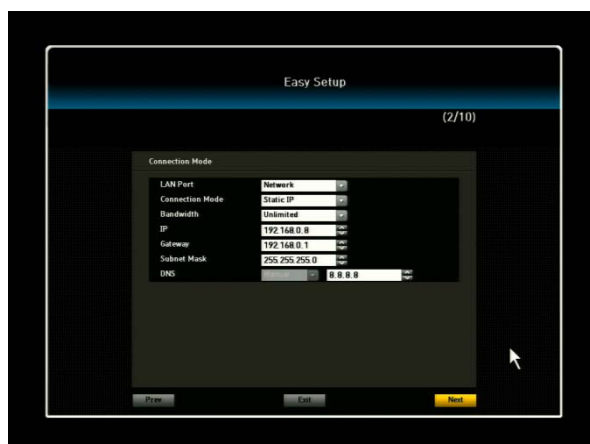 Easy Setup
(2/10)
Connection Mode
LAN Port Network
Connection Mode Static IP
Bandwidth Unlimited
IP 192.168.0.8
Gateway 192.168.0.1
Subnet Mask 255.255.255.0
DNS Manual 8.8.8.8
Prev Exit Next